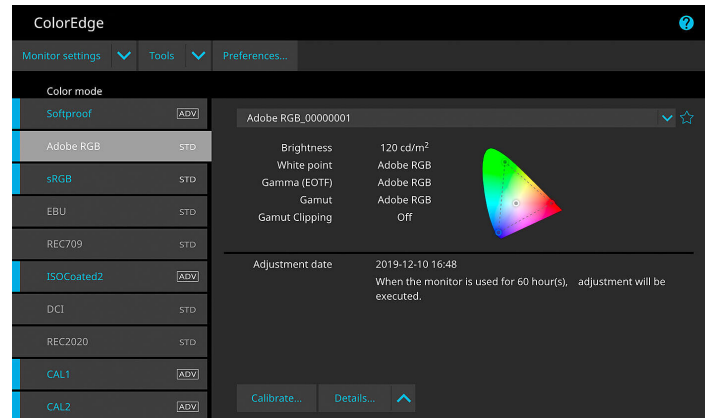 ColorEdge
?
Monitor settings Tools Preferences...
Color mode
Softproof ADV
Adobe RGB STD
sRGB STD
EBU STD
REC709 STD
ISOCoated2 ADV
DCI STD
REC2020 STD
CAL1 ADV
CAL2 ADV
Adobe RGB_00000001
Brightness 120 cd/m²
White point Adobe RGB
Gamma (EOTF) Adobe RGB
Gamut Adobe RGB
Gamut Clipping Off
Adjustment date 2019-12-10 16:48
When the monitor is used for 60 hour(s), adjustment will be
executed.
Calibrate... Details...